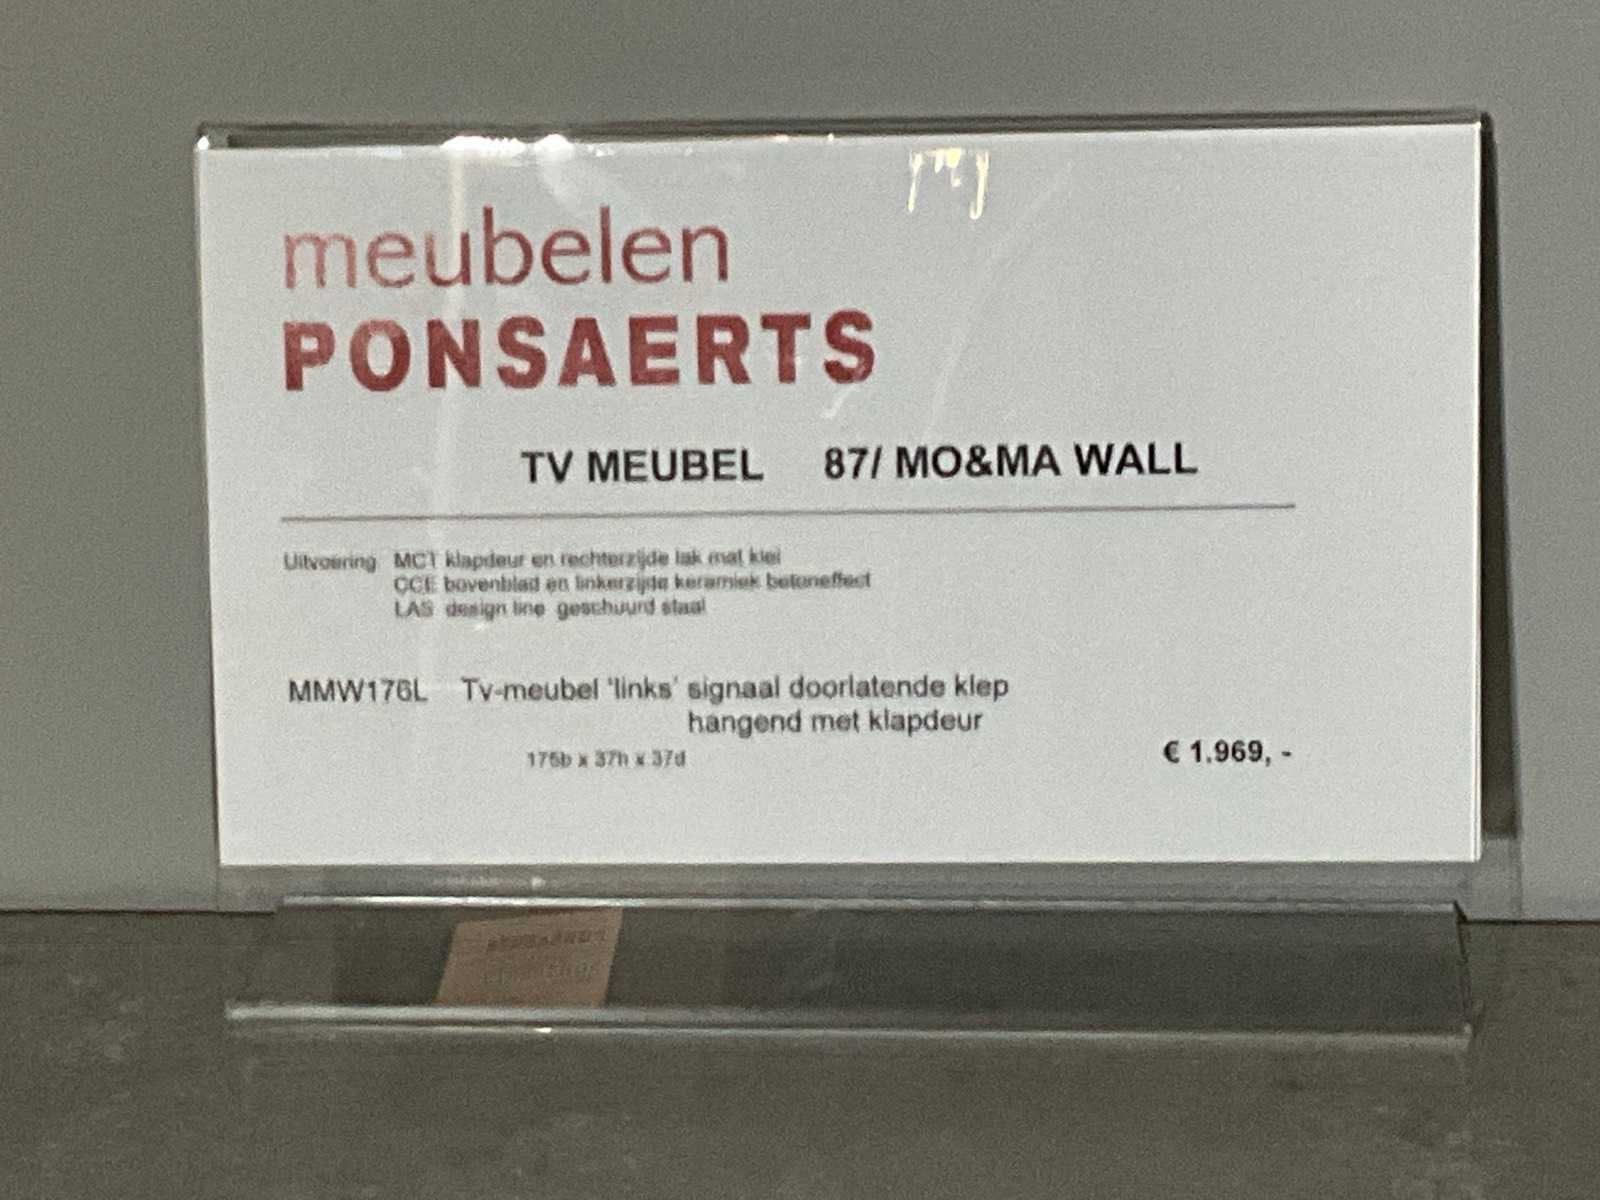 meubelen
PONSAERTS
TV MEUBEL 87/ MO&MA WALL
Uitvoering MCT klapdeur en rechterzijde lak mat klei
CCE bovenblad en linkerzijde keramiek betoneffect
LAS design line geschuurd staal
MMW176L Tv-meubel 'links' signaal doorlatende klep
hangend met klapdeur
176b x 37h x 37d
€ 1.969, -